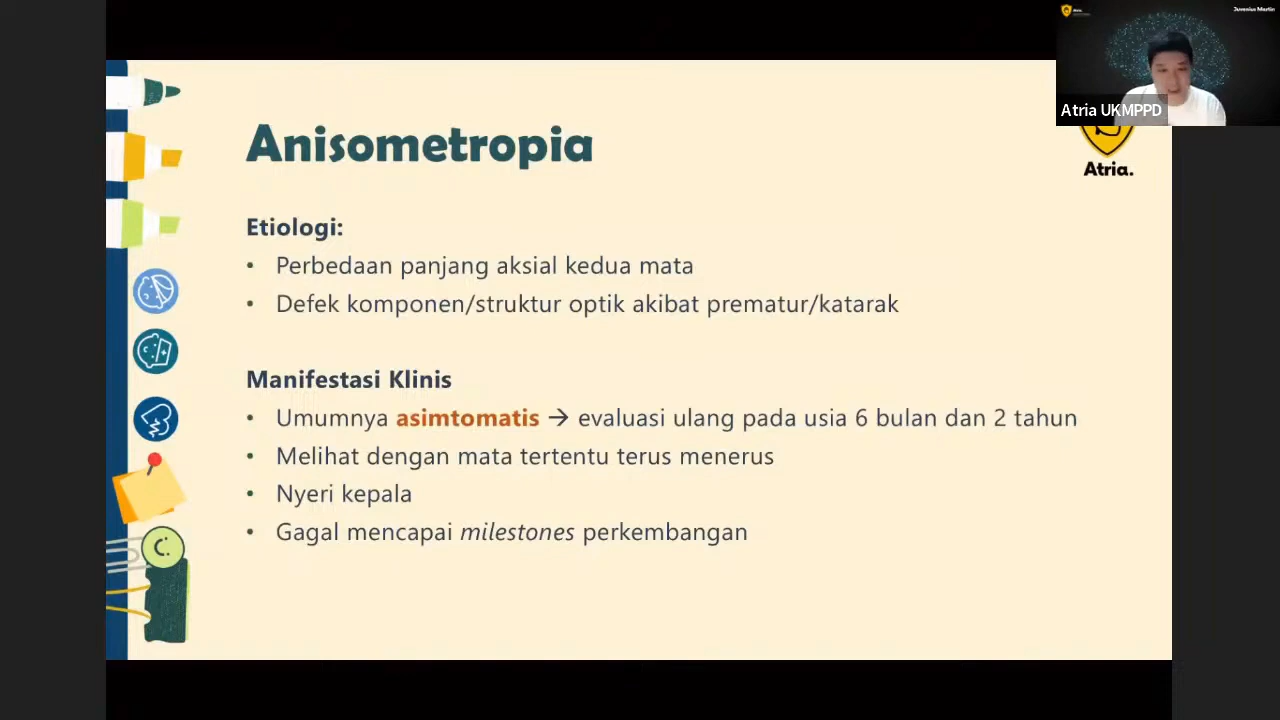 Juvenius Martin
Atria UKMPPD
Atria.
Anisometropia
Etiologi:
• Perbedaan panjang aksial kedua mata
• Defek komponen/struktur optik akibat prematur/katarak
Manifestasi Klinis
• Umumnya asimtomatis → evaluasi ulang pada usia 6 bulan dan 2 tahun
• Melihat dengan mata tertentu terus menerus
• Nyeri kepala
• Gagal mencapai milestones perkembangan